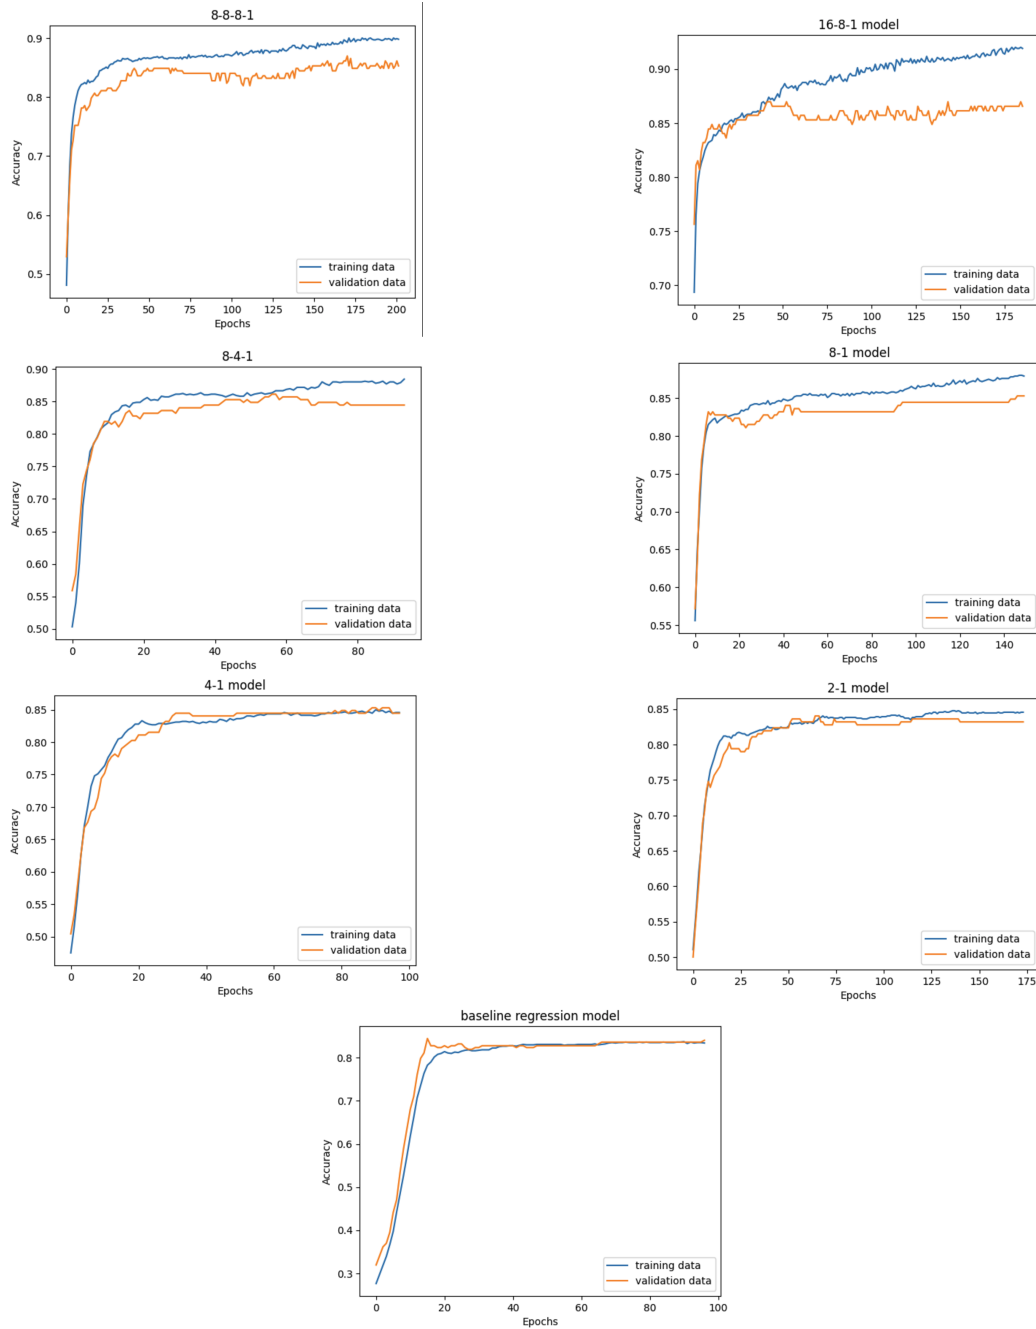 8-8-8-1
0.9
0.8
0.7
0.6
0.5
Accuracy
training data
validation data
0 25 50 75 100 125 150 175 200
Epochs
16-8-1 model
0.90
0.85
0.80
0.75
0.70
Accuracy
training data
validation data
0 25 50 75 100 125 150 175
Epochs
8-4-1
0.90
0.85
0.80
0.75
0.70
0.65
0.60
0.55
0.50
Accuracy
training data
validation data
0 20 40 60 80
Epochs
8-1 model
0.85
0.80
0.75
0.70
0.65
0.60
0.55
Accuracy
training data
validation data
0 20 40 60 80 100 120 140
Epochs
4-1 model
0.85
0.80
0.75
0.70
0.65
0.60
0.55
0.50
Accuracy
training data
validation data
0 20 40 60 80 100
Epochs
2-1 model
0.85
0.80
0.75
0.70
0.65
0.60
0.55
0.50
Accuracy
training data
validation data
0 25 50 75 100 125 150 175
Epochs
baseline regression model
0.8
0.7
0.6
0.5
0.4
0.3
Accuracy
training data
validation data
0 20 40 60 80 100
Epochs